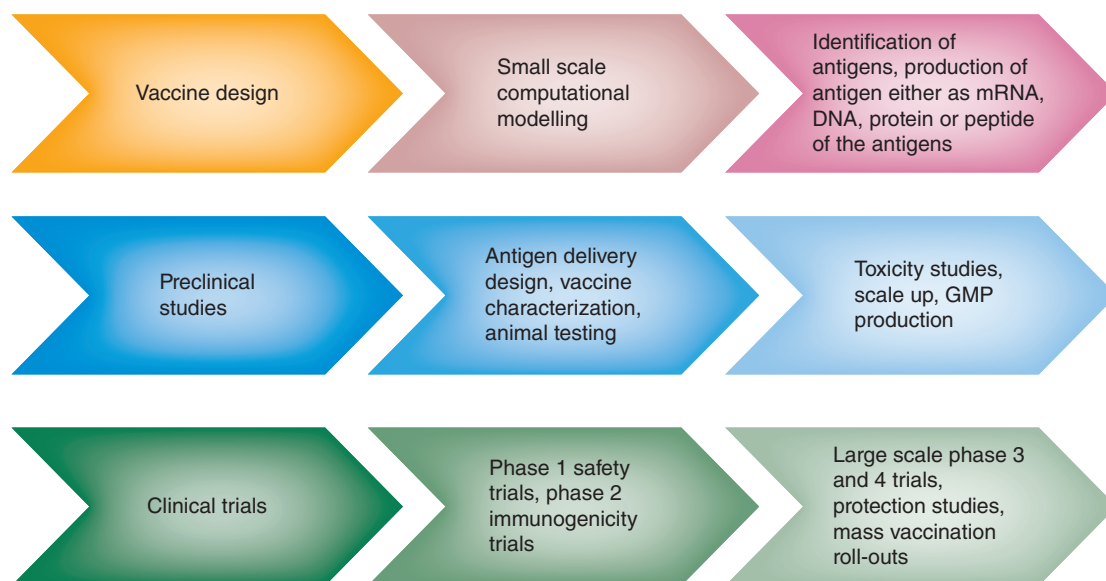 Vaccine design
Small scale
computational
modelling
Identification of
antigens, production of
antigen either as mRNA,
DNA, protein or peptide
of the antigens
Preclinical
studies
Antigen delivery
design, vaccine
characterization,
animal testing
Toxicity studies,
scale up, GMP
production
Clinical trials
Phase 1 safety
trials, phase 2
immunogenicity
trials
Large scale phase 3
and 4 trials,
protection studies,
mass vaccination
roll-outs